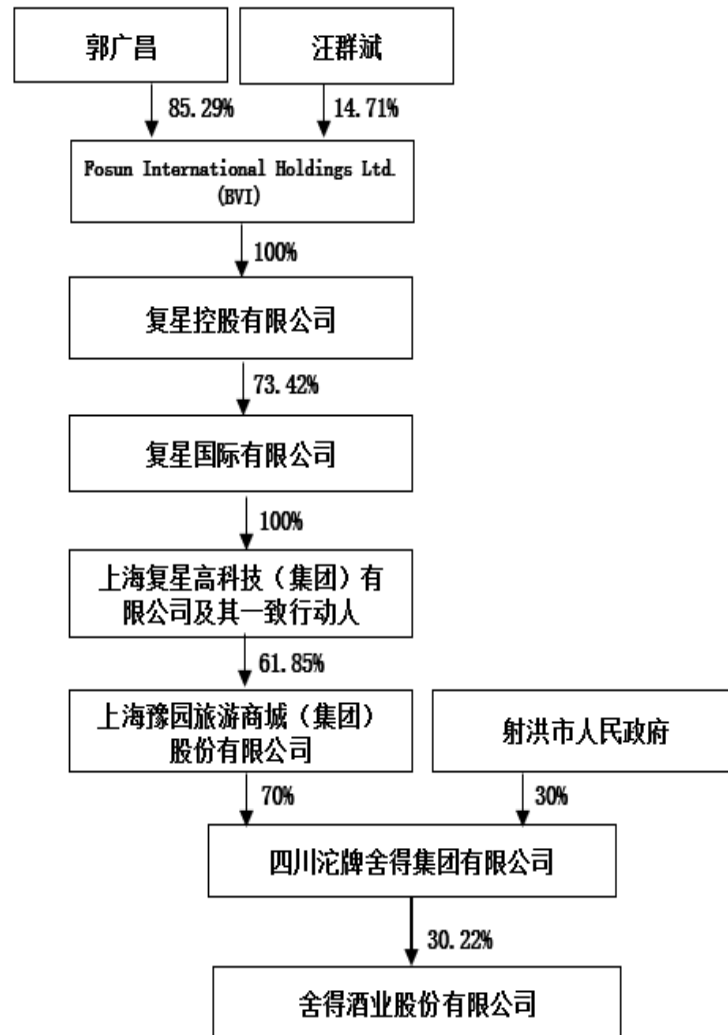 郭广昌
汪群斌
85.29%
14.71%
Fosun International Holdings Ltd.
(BVI)
100%
复星控股有限公司
73.42%
复星国际有限公司
100%
上海复星高科技（集团）有
限公司及其一致行动人
61.85%
上海豫园旅游商城（集团）
股份有限公司
射洪市人民政府
70%
30%
四川沱牌舍得集团有限公司
30.22%
舍得酒业股份有限公司